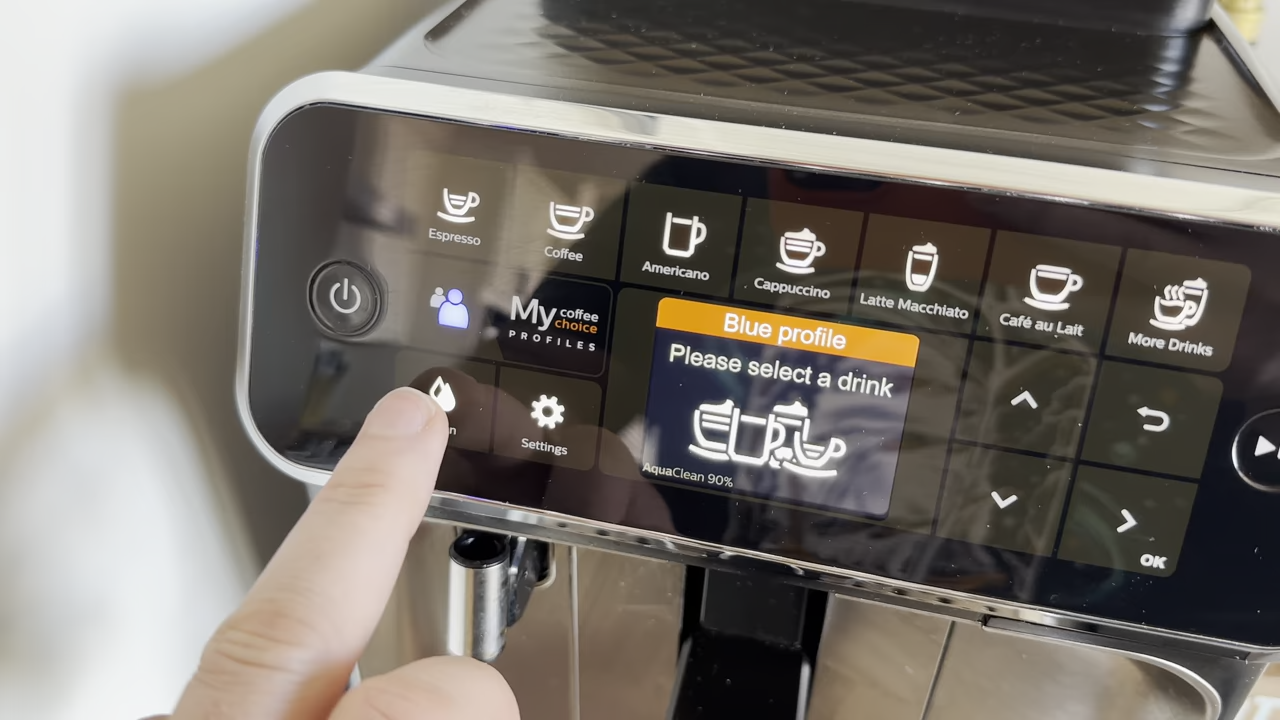 Espresso
Coffee
Americano
Cappuccino
Latte Macchiato
Café au Lait
More Drinks
My coffee choice
PROFILES
Blue profile
Please select a drink
AquaClean 90%
Settings
OK